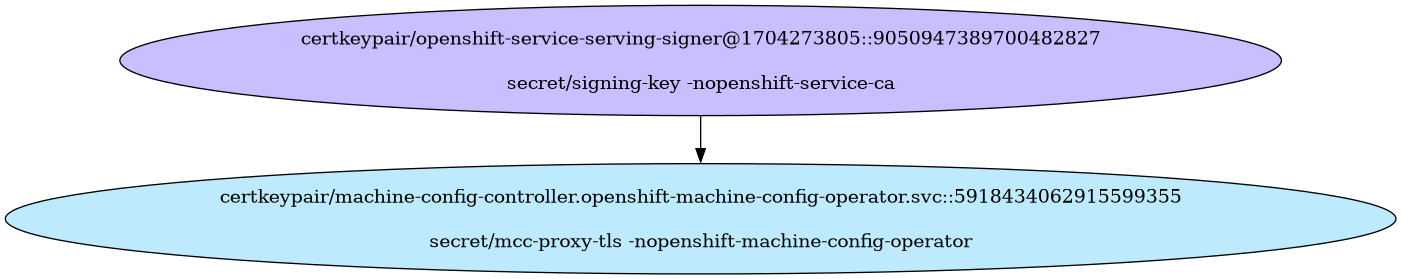 certkeypair/openshift-service-serving-signer@1704273805::9050947389700482827
secret/signing-key -nopenshift-service-ca
certkeypair/machine-config-controller.openshift-machine-config-operator.svc::5918434062915599355
secret/mcc-proxy-tls -nopenshift-machine-config-operator